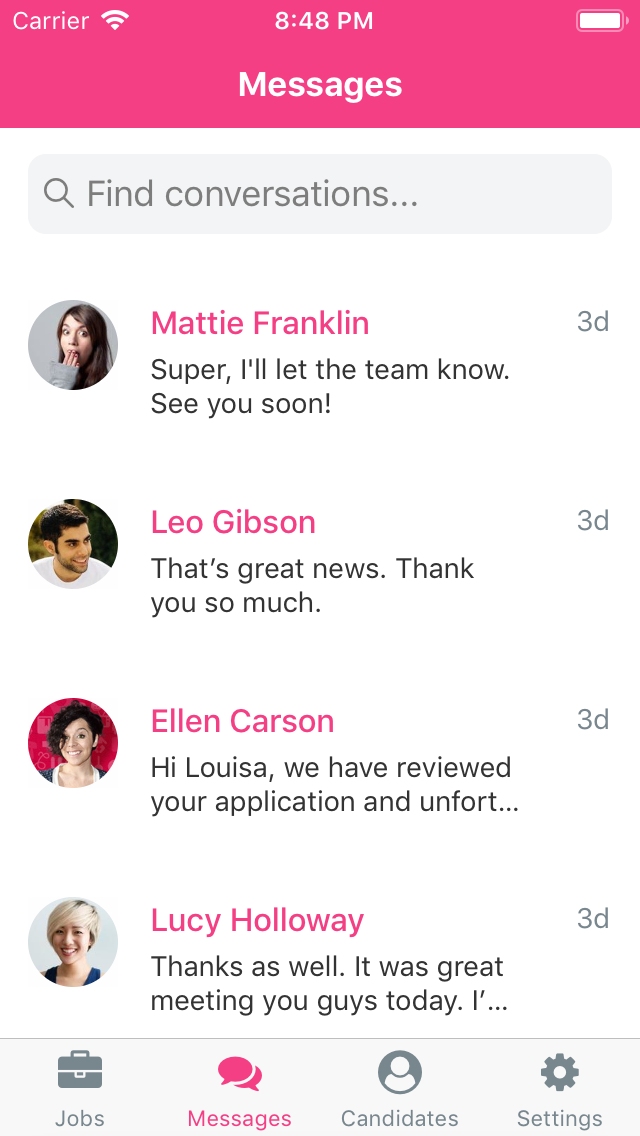 Carrier 8:48 PM
Messages
Find conversations...
Mattie Franklin 3d
Super, I'll let the team know.
See you soon!
Leo Gibson 3d
That’s great news. Thank
you so much.
Ellen Carson 3d
Hi Louisa, we have reviewed
your application and unfort...
Lucy Holloway 3d
Thanks as well. It was great
meeting you guys today. I’...
Jobs Messages Candidates Settings